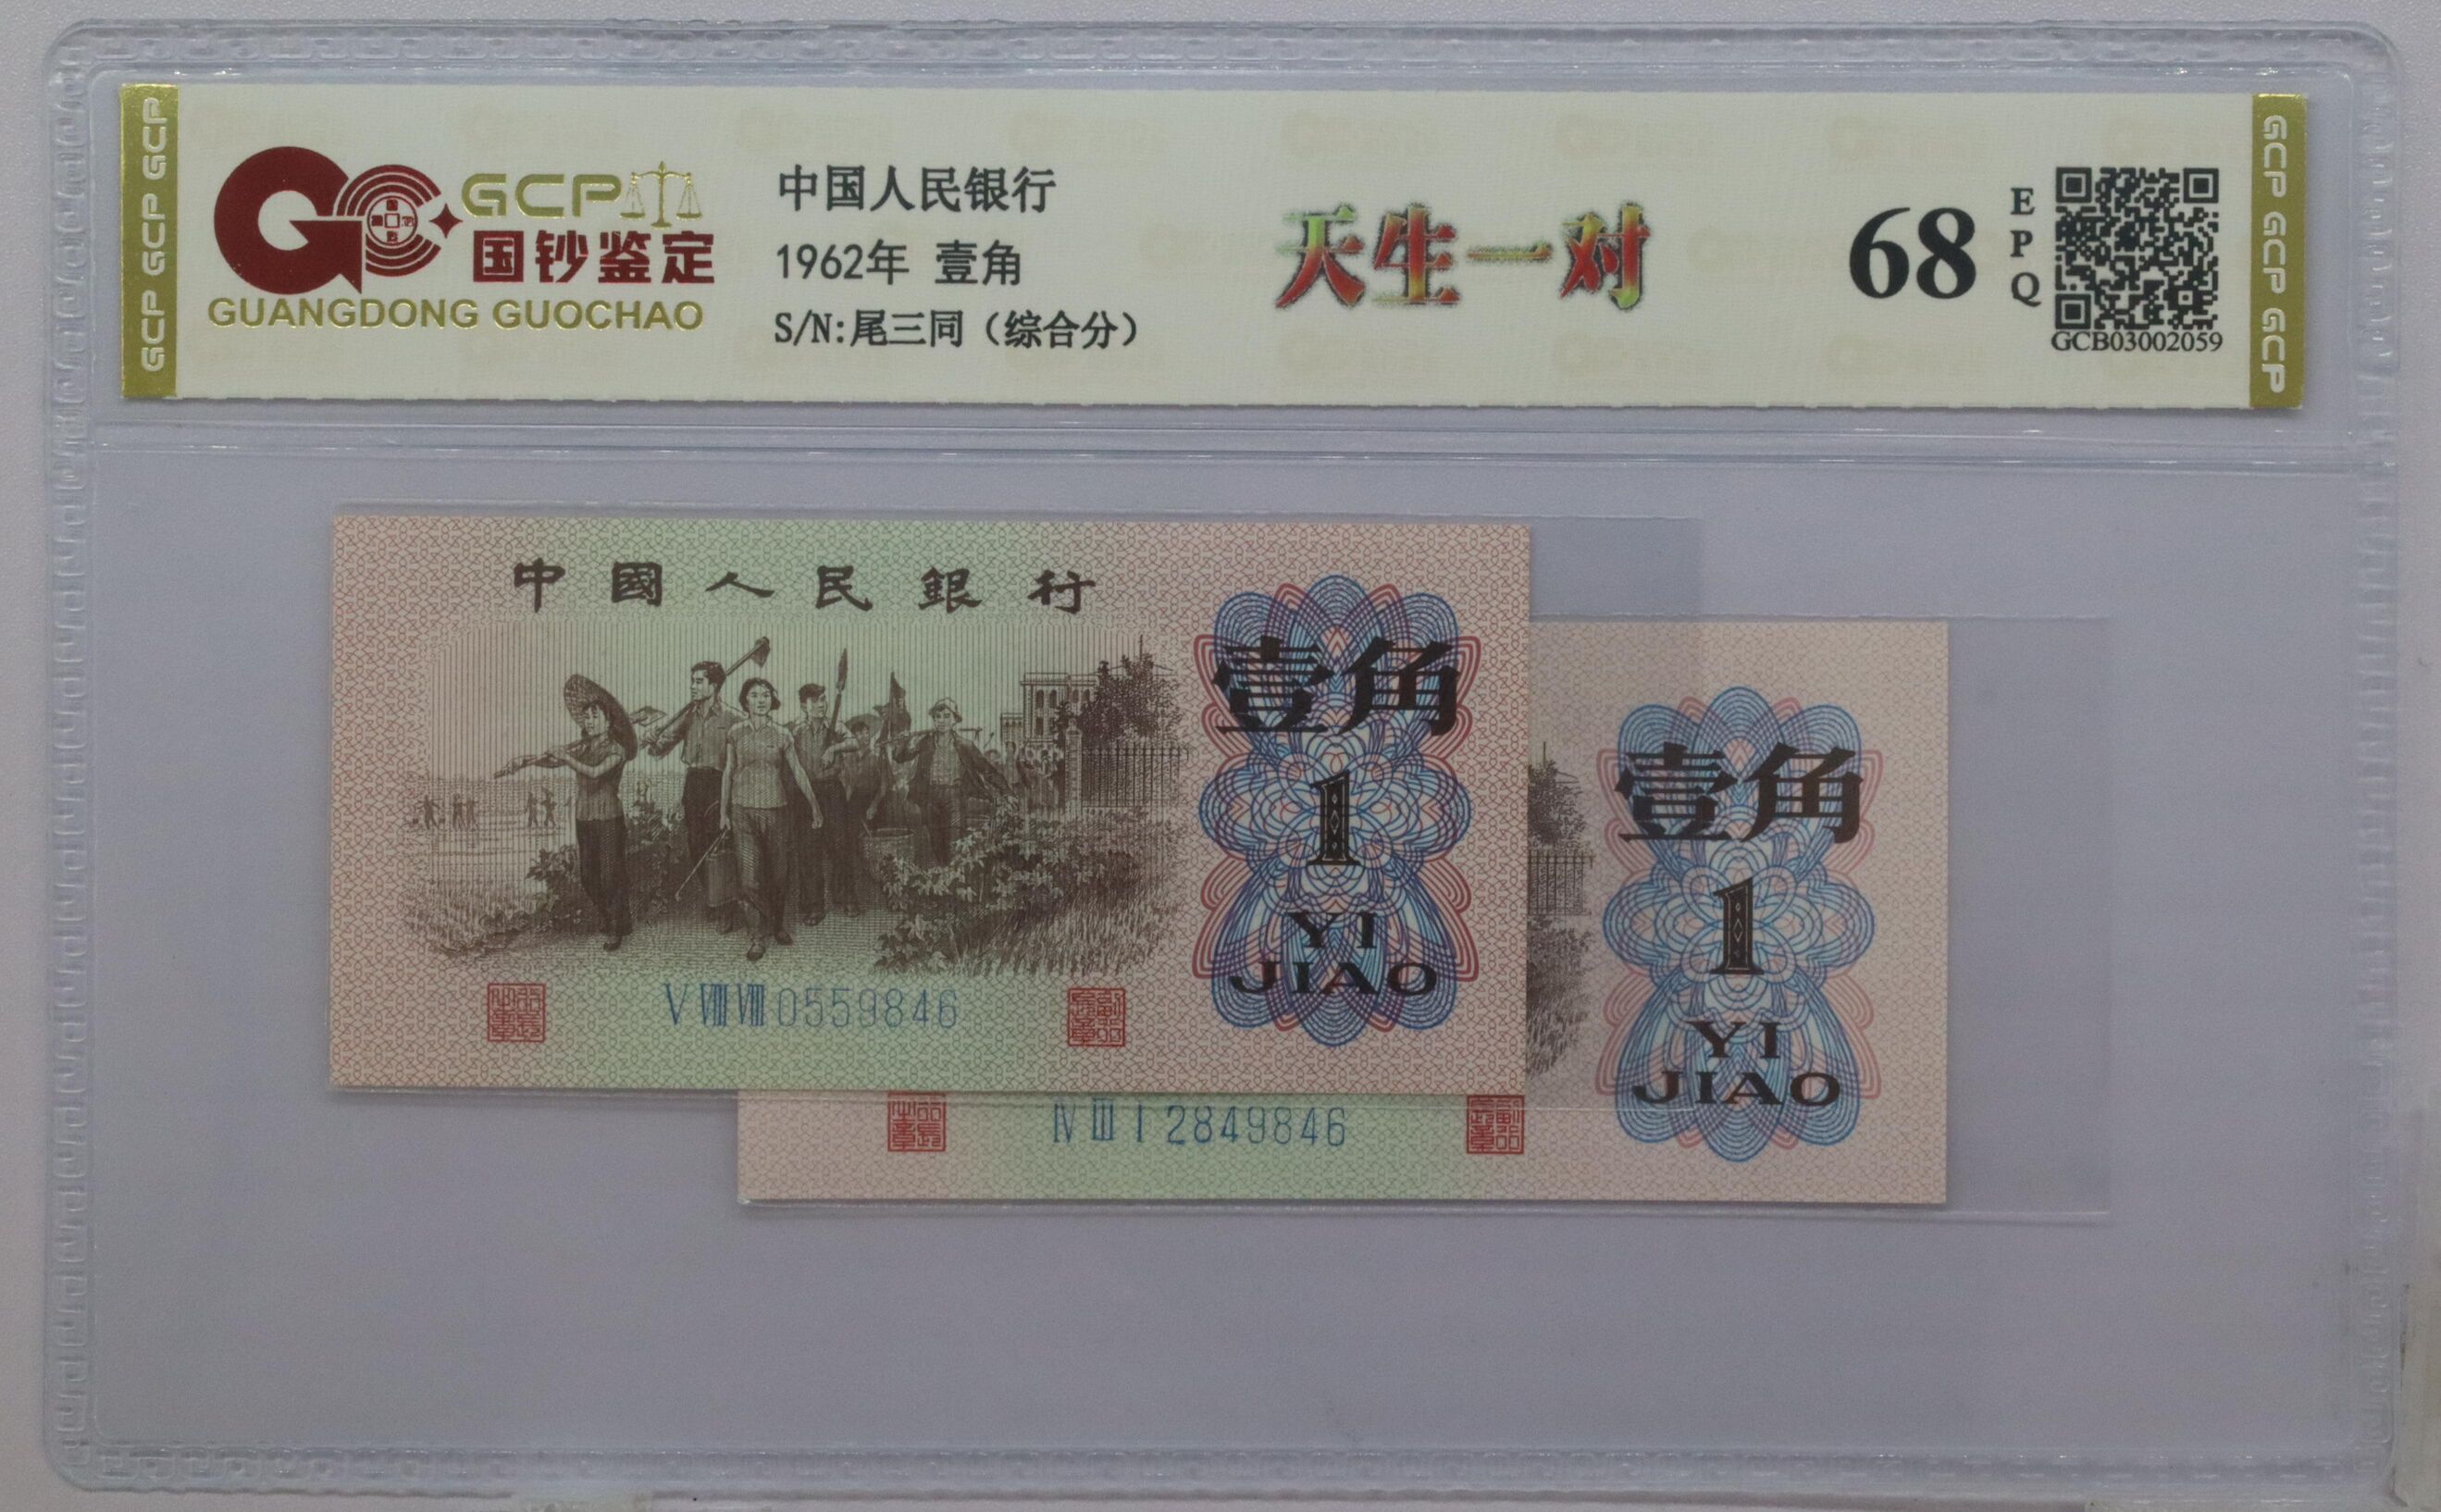 GCP GCP GCP
GCP
国钞鉴定
GUANGDONG GUOCHAO
中国人民银行
1962年 壹角
S/N:尾三同（综合分）
天生一对
68
EPQ
GCB03002059
GCP GCP GCP
中國人民銀行
壹角
1
YI
JIAO
V VIII VIII 0559846
壹角
1
YI
JIAO
IV III I 2849846